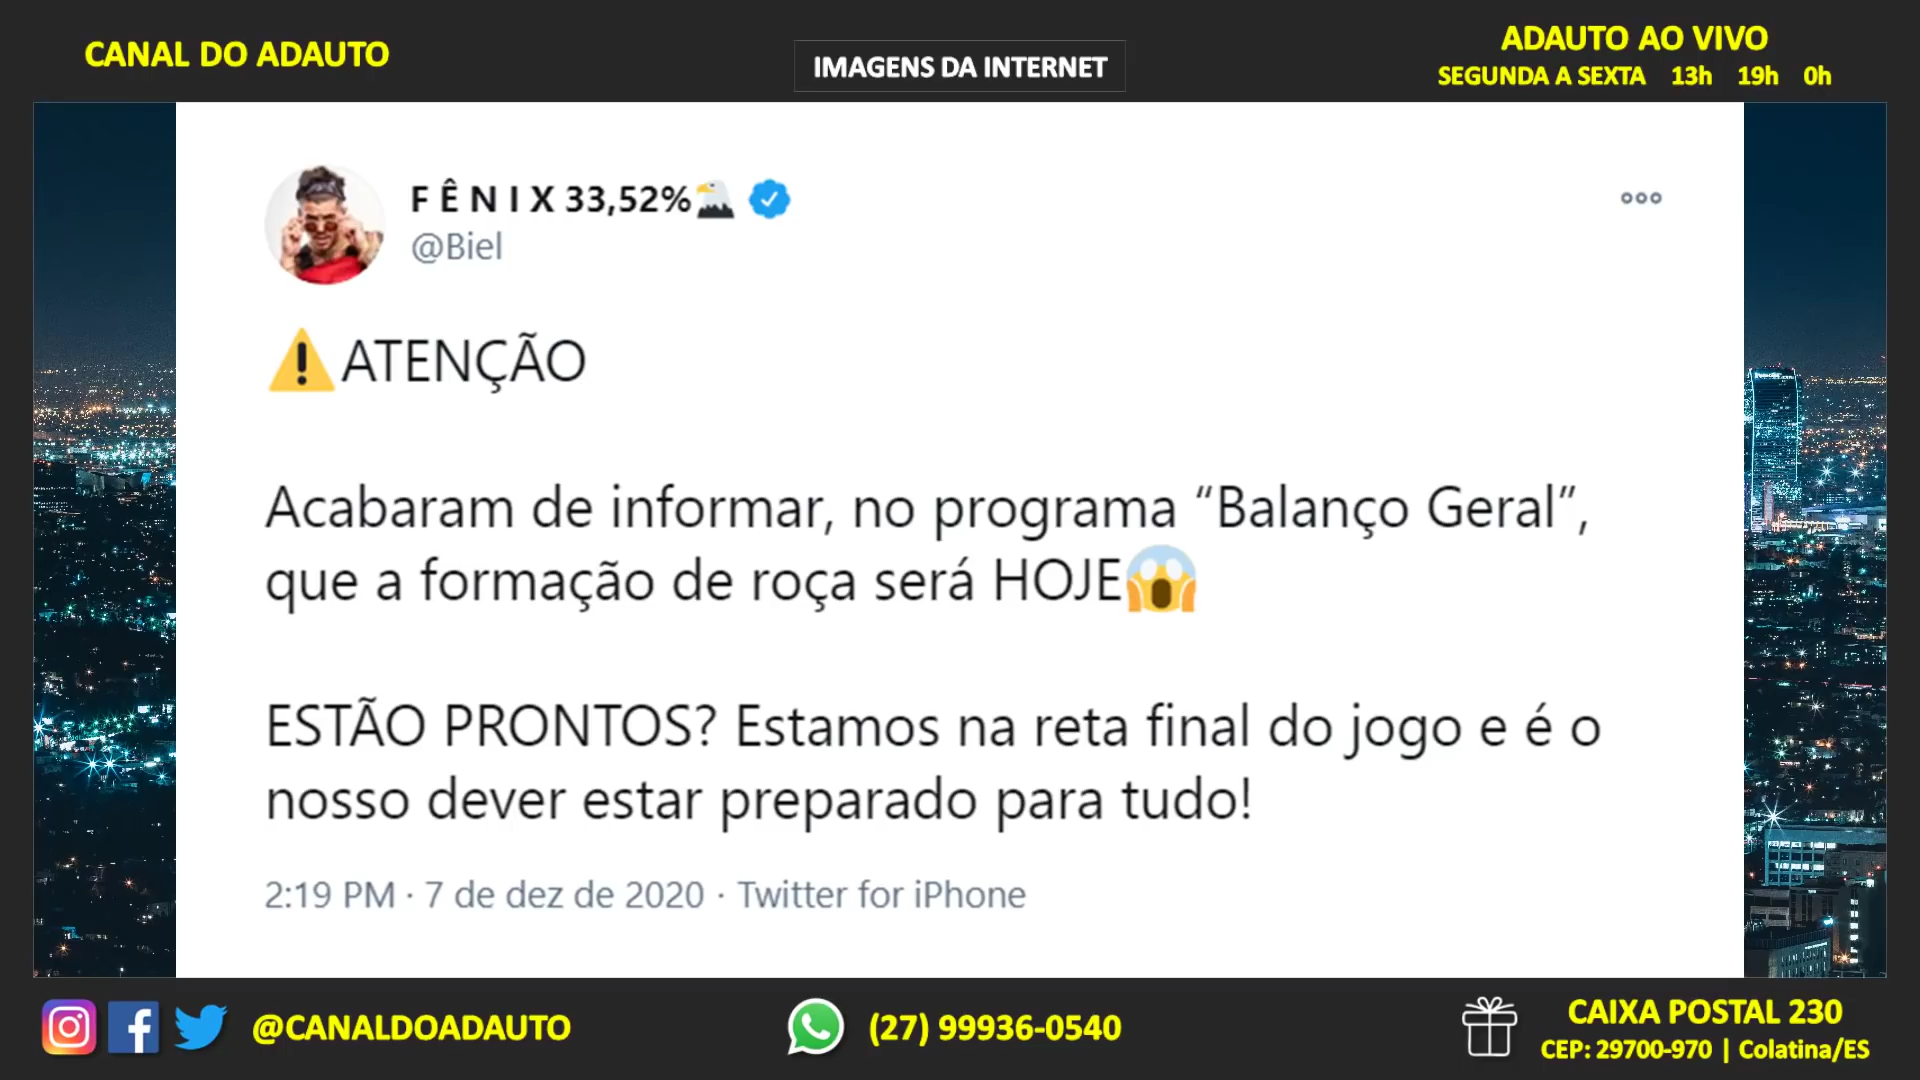 CANAL DO ADAUTO
IMAGENS DA INTERNET
ADAUTO AO VIVO
SEGUNDA A SEXTA 13h 19h 0h
F Ê N I X 33,52%🦅
@Biel
⚠️ATENÇÃO
Acabaram de informar, no programa “Balanço Geral”,
que a formação de roça será HOJE😱
ESTÃO PRONTOS? Estamos na reta final do jogo e é o
nosso dever estar preparado para tudo!
2:19 PM · 7 de dez de 2020 · Twitter for iPhone
@CANALDOADAUTO
(27) 99936-0540
CAIXA POSTAL 230
CEP: 29700-970 | Colatina/ES